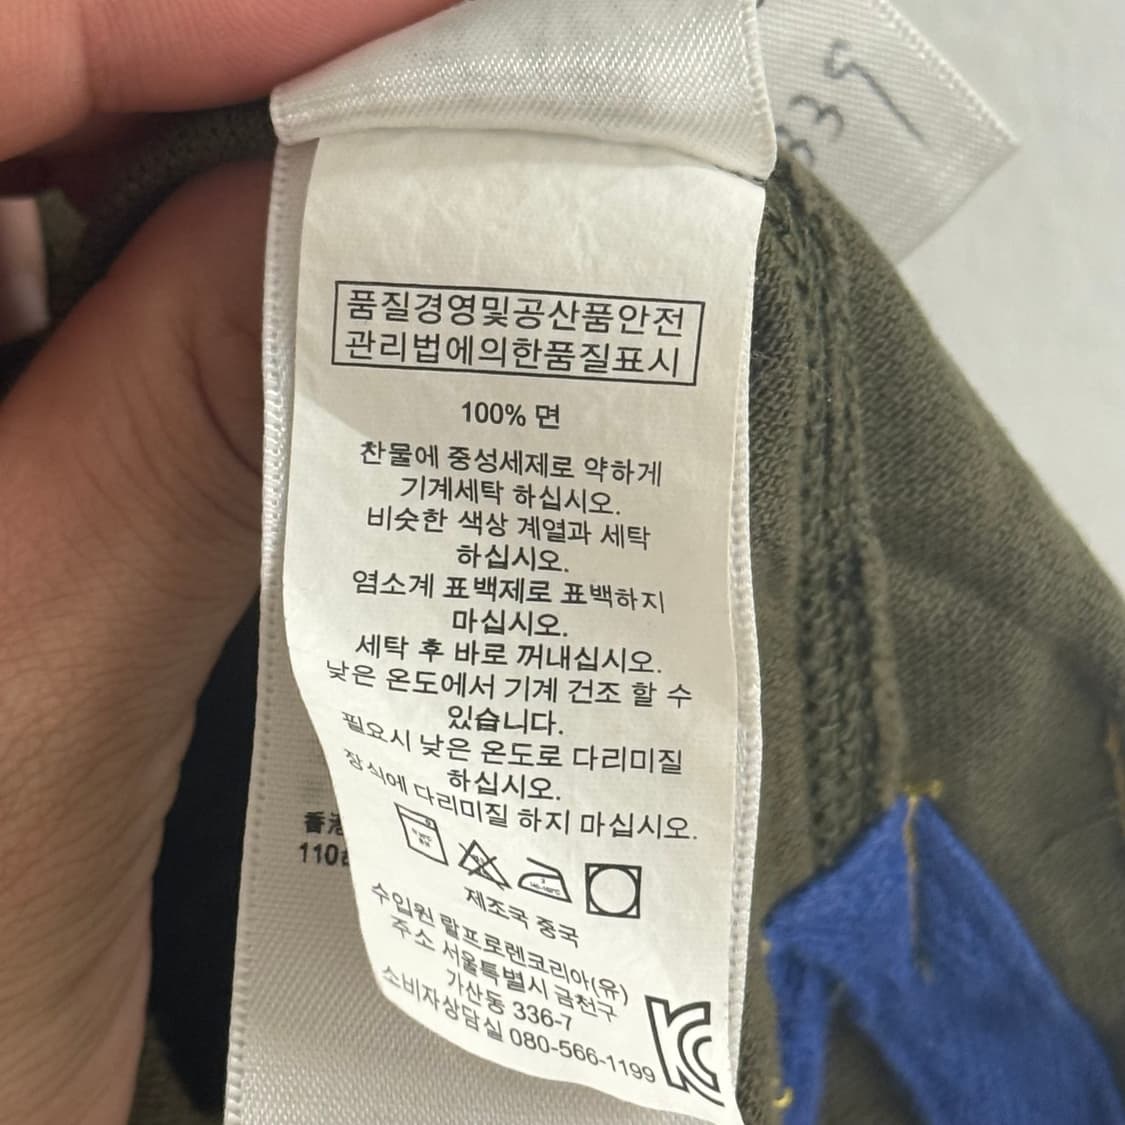 339
품질경영및공산품안전
관리법에의한품질표시
100% 면
찬물에 중성세제로 약하게
기계세탁 하십시오.
비슷한 색상 계열과 세탁
하십시오.
염소계 표백제로 표백하지
마십시오.
세탁 후 바로 꺼내십시오.
낮은 온도에서 기계 건조 할 수
있습니다.
필요시 낮은 온도로 다리미질
하십시오.
장식에 다리미질 하지 마십시오.
香港
110
제조국 중국
수입원 랄프로렌코리아(유)
주소 서울특별시 금천구
가산동 336-7
소비자상담실 080-566-1199